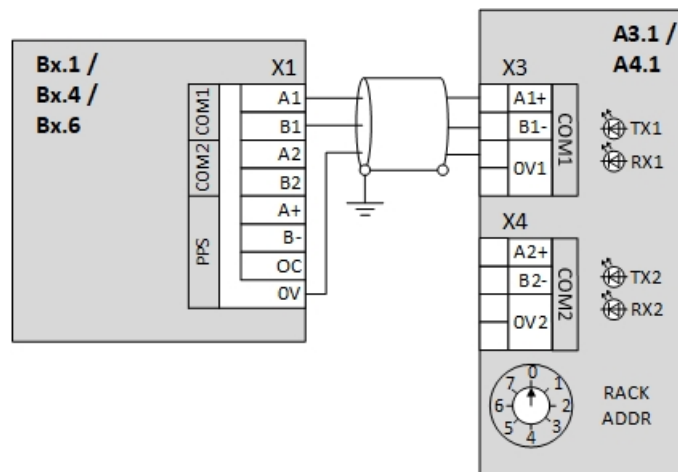 Bx.1 /
Bx.4 /
Bx.6
X1
COM1
A1
B1
COM2
A2
B2
PPS
A+
B-
OC
0V
A3.1 /
A4.1
X3
A1+
B1-
0V1
COM1
TX1
RX1
X4
A2+
B2-
0V2
COM2
TX2
RX2
0
1
2
3
4
5
6
7
RACK
ADDR